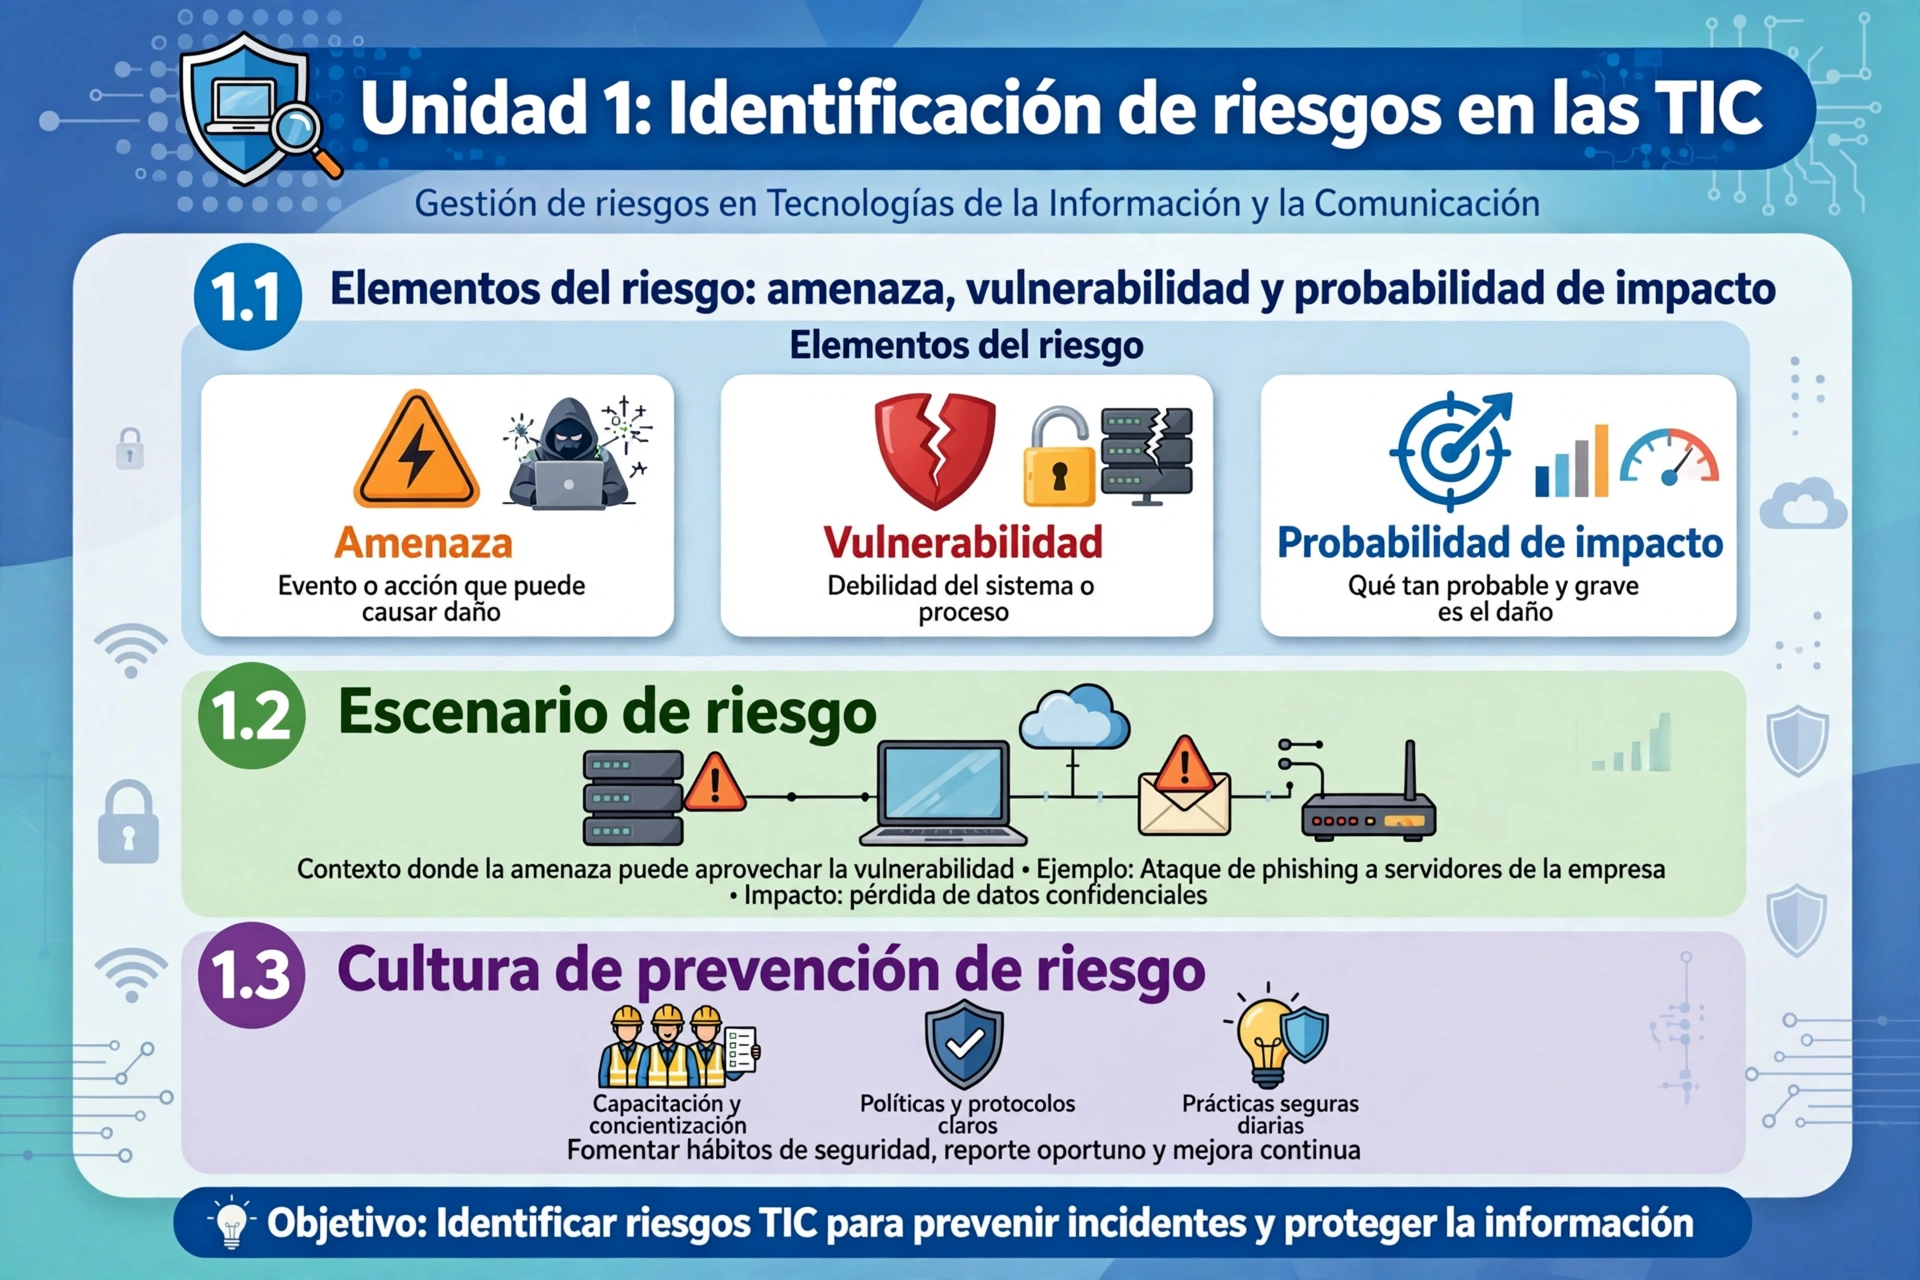 Unidad 1: Identificación de riesgos en las TIC
Gestión de riesgos en Tecnologías de la Información y la Comunicación
1.1
Elementos del riesgo: amenaza, vulnerabilidad y probabilidad de impacto
Elementos del riesgo
Amenaza
Evento o acción que puede
causar daño
Vulnerabilidad
Debilidad del sistema o
proceso
Probabilidad de impacto
Qué tan probable y grave
es el daño
1.2
Escenario de riesgo
Contexto donde la amenaza puede aprovechar la vulnerabilidad • Ejemplo: Ataque de phishing a servidores de la empresa
• Impacto: pérdida de datos confidenciales
1.3
Cultura de prevención de riesgo
Capacitación y
concientización
Políticas y protocolos
claros
Prácticas seguras
diarias
Fomentar hábitos de seguridad, reporte oportuno y mejora continua
Objetivo: Identificar riesgos TIC para prevenir incidentes y proteger la información